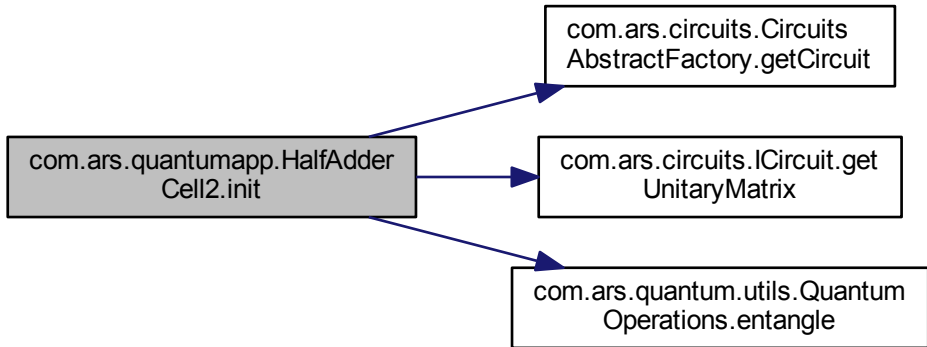 com.ars.circuits.Circuits
AbstractFactory.getCircuit
com.ars.quantumapp.HalfAdder
Cell2.init
com.ars.circuits.ICircuit.get
UnitaryMatrix
com.ars.quantum.utils.Quantum
Operations.entangle